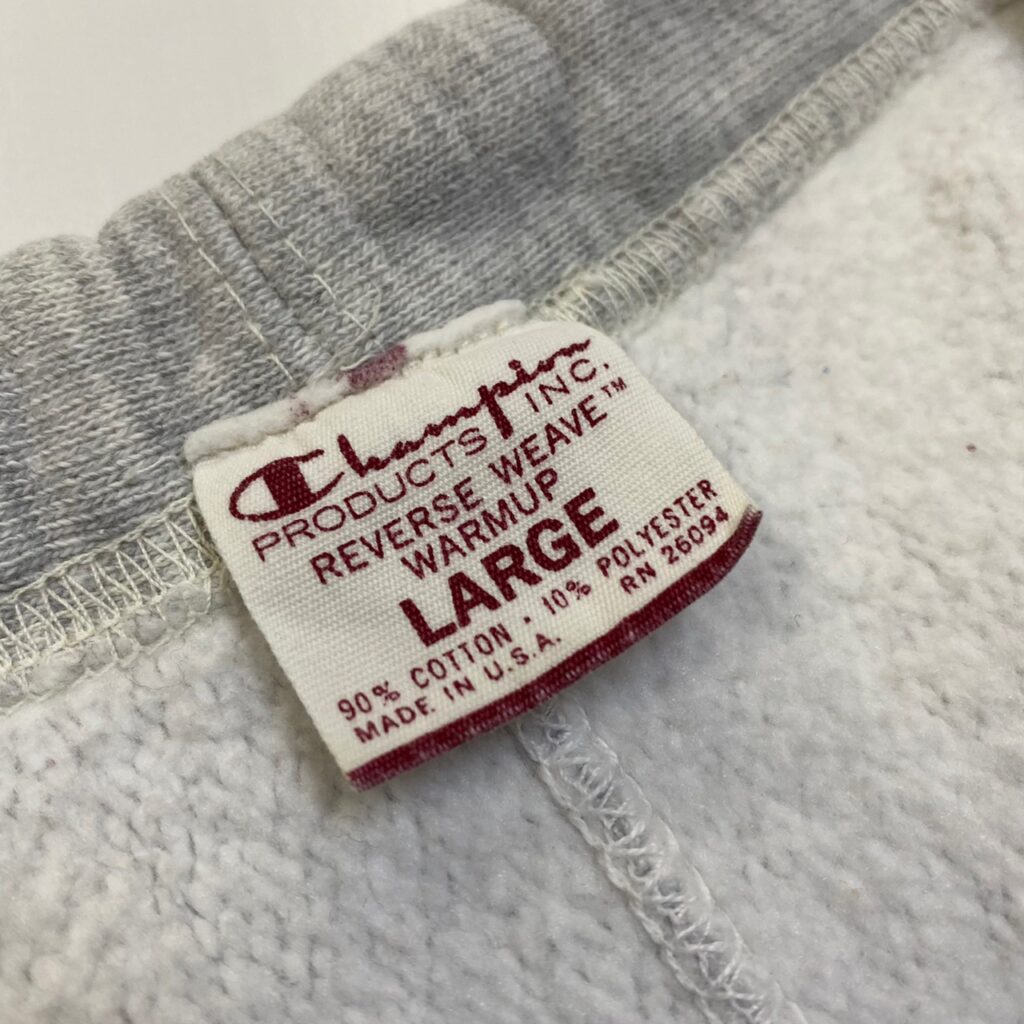 Champion
PRODUCTS INC.
REVERSE WEAVE™
WARMUP
LARGE
90% COTTON · 10% POLYESTER
MADE IN U.S.A. RN 26094